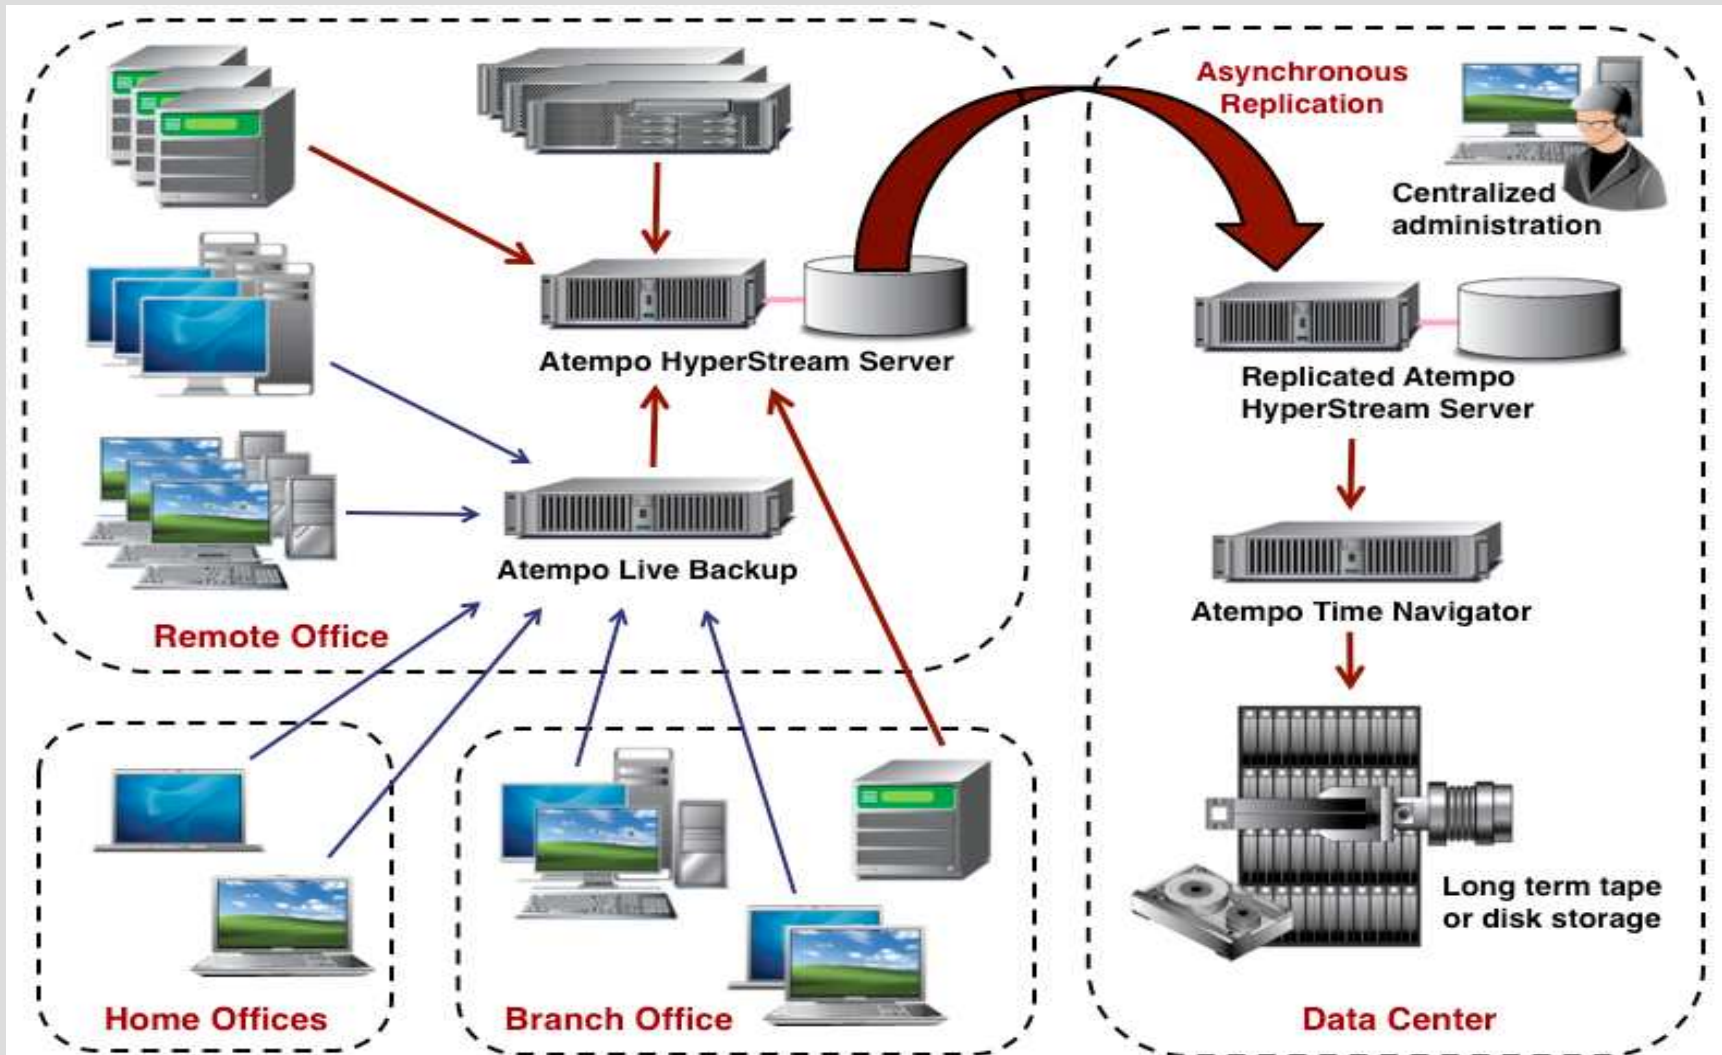 Asynchronous
Replication
Centralized
administration
Atempo HyperStream Server
Replicated Atempo
HyperStream Server
Atempo Live Backup
Atempo Time Navigator
Remote Office
Long term tape
or disk storage
Home Offices
Branch Office
Data Center